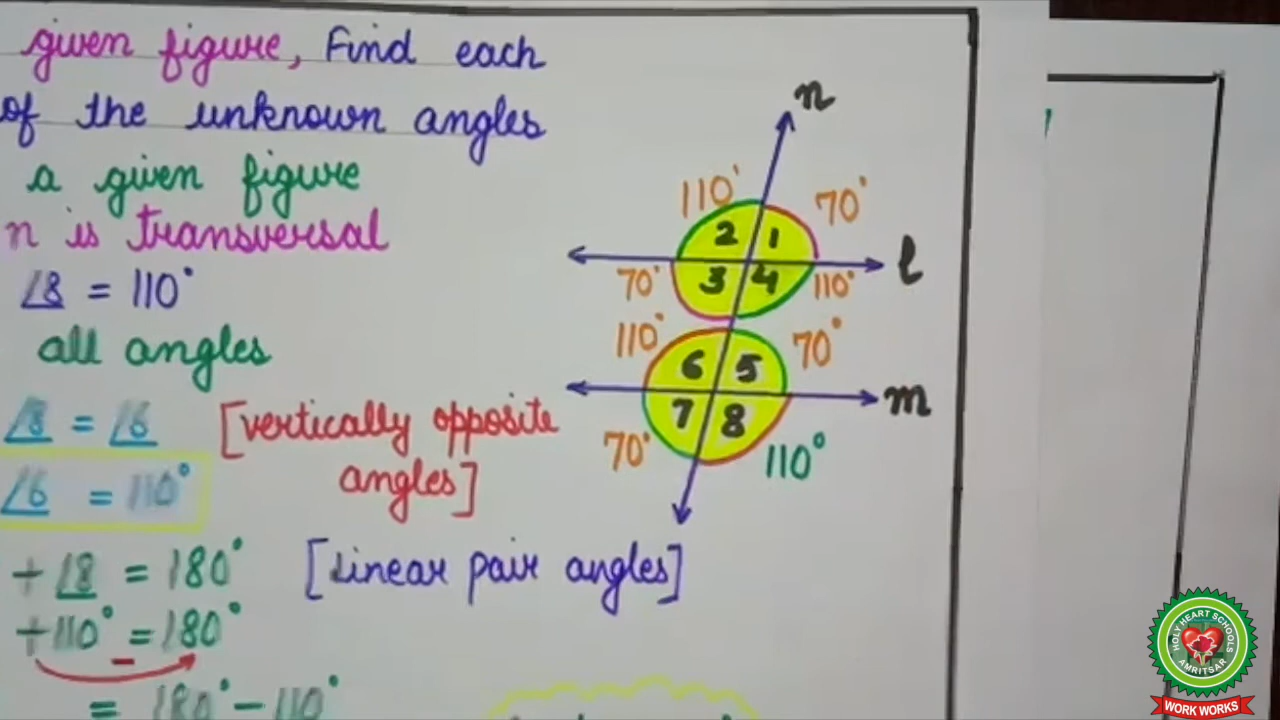 given figure, Find each
of the unknown angles
a given figure
n is transversal
∠8 = 110°
all angles
∠8 = ∠6 [vertically opposite
angles]
∠6 = 110°
+ ∠8 = 180° [Linear pair angles]
+110° = 180°
-
= 180° - 110°
n
110° 70°
2 1
l
3 4
70° 110°
110° 70°
6 5
m
7 8
70° 110°
HOLY HEART SCHOOLS
AMRITSAR
WORK WORKS